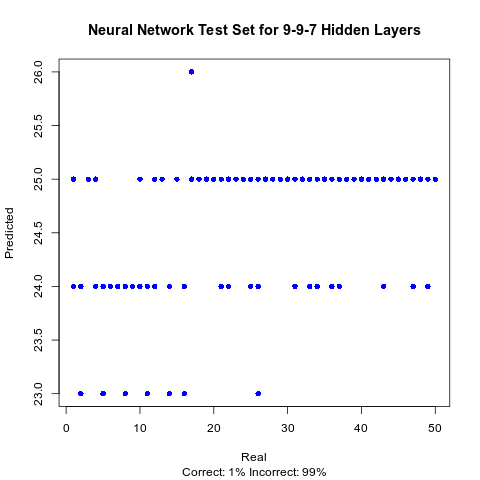 Neural Network Test Set for 9-9-7 Hidden Layers
Predicted
26.0
25.5
25.0
24.5
24.0
23.5
23.0
0 10 20 30 40 50
Real
Correct: 1% Incorrect: 99%